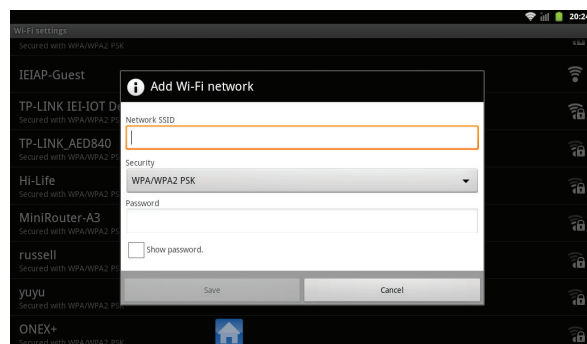 20:24
Wi-Fi settings
Secured with WPA/WPA2 PSK
IEIAP-Guest
TP-LINK IEI-IOT De
Secured with WPA/WPA2 PS
TP-LINK_AED840
Secured with WPA/WPA2 PS
Hi-Life
Secured with WPA/WPA2 PS
MiniRouter-A3
Secured with WPA/WPA2 PS
russell
Secured with WPA/WPA2 PS
yuyu
Secured with WPA/WPA2 PSK
ONEX+
Secured with WPA/WPA2 PSK
Add Wi-Fi network
Network SSID
Security
WPA/WPA2 PSK
Password
Show password.
Save
Cancel